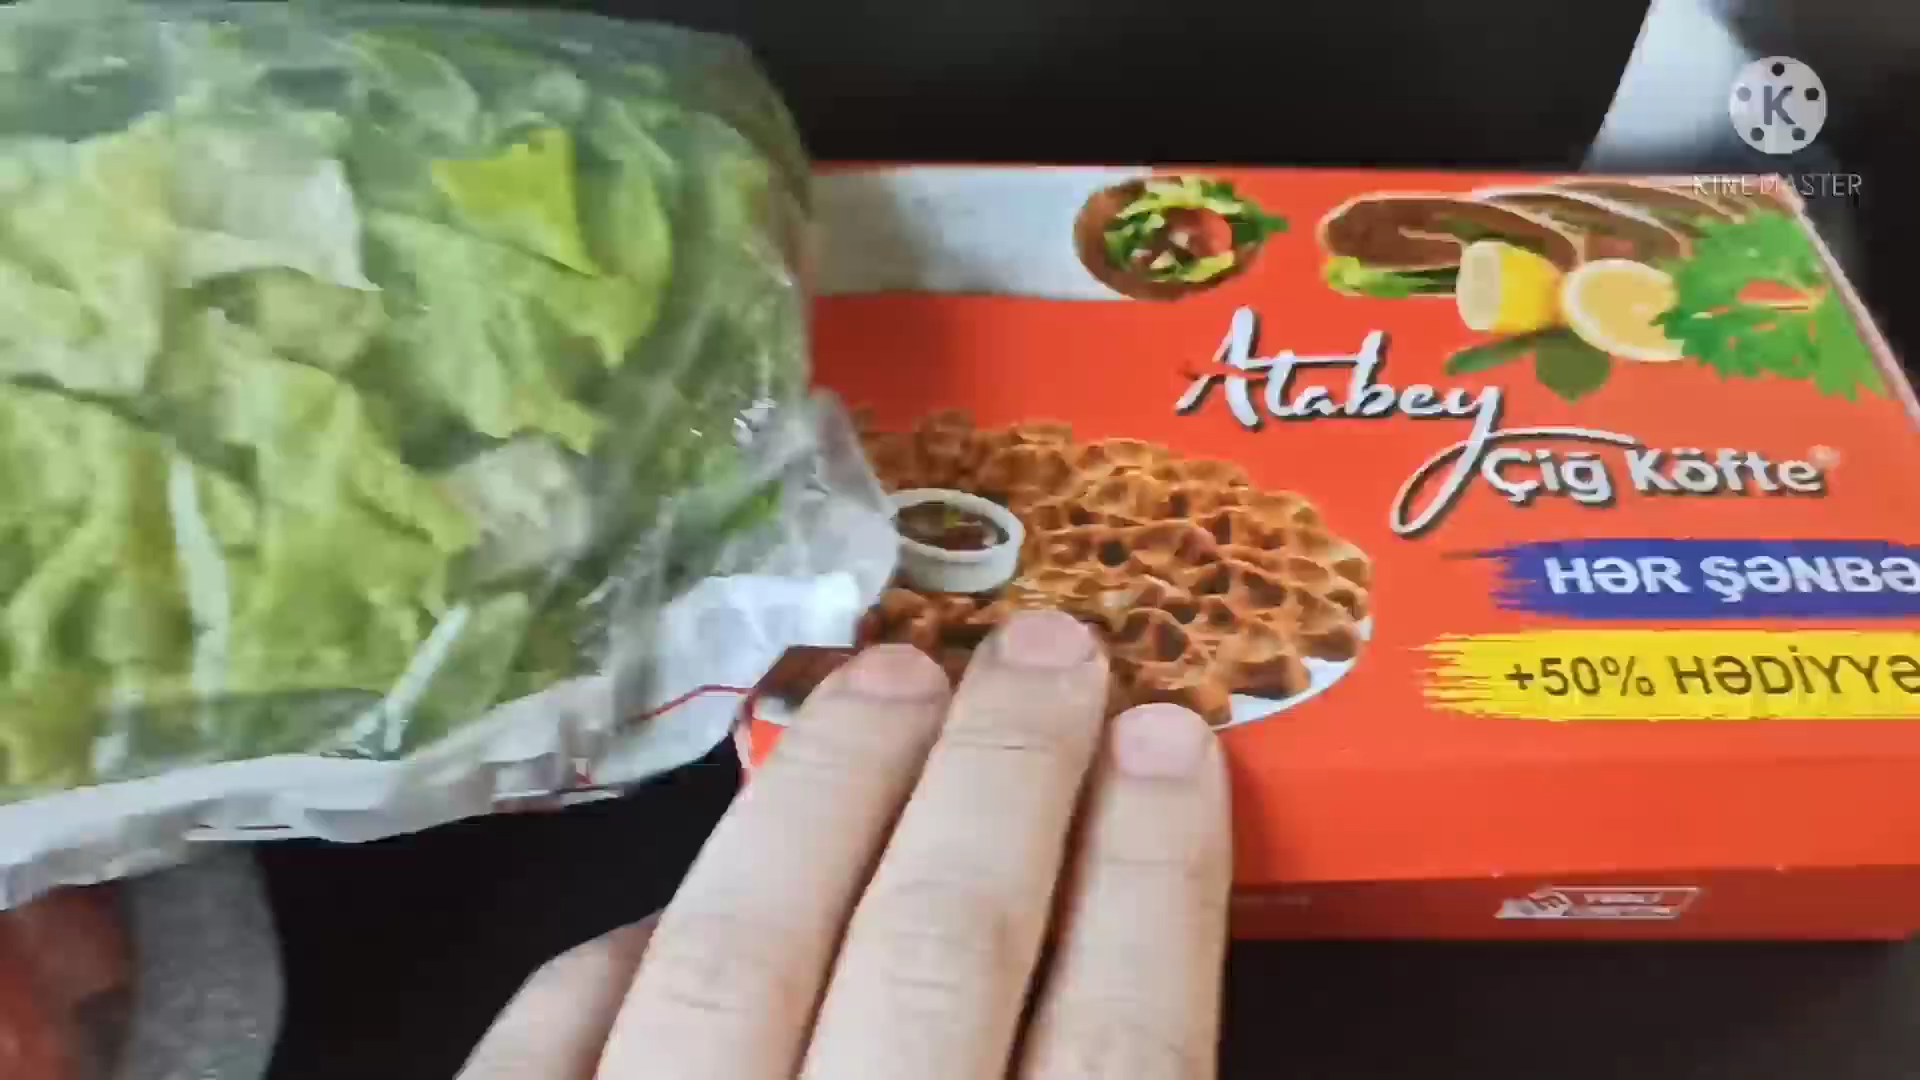 K
KINEMASTER
Atabey
Çiğ Köfte
HƏR ŞƏNBƏ
+50% HƏDİYYƏ